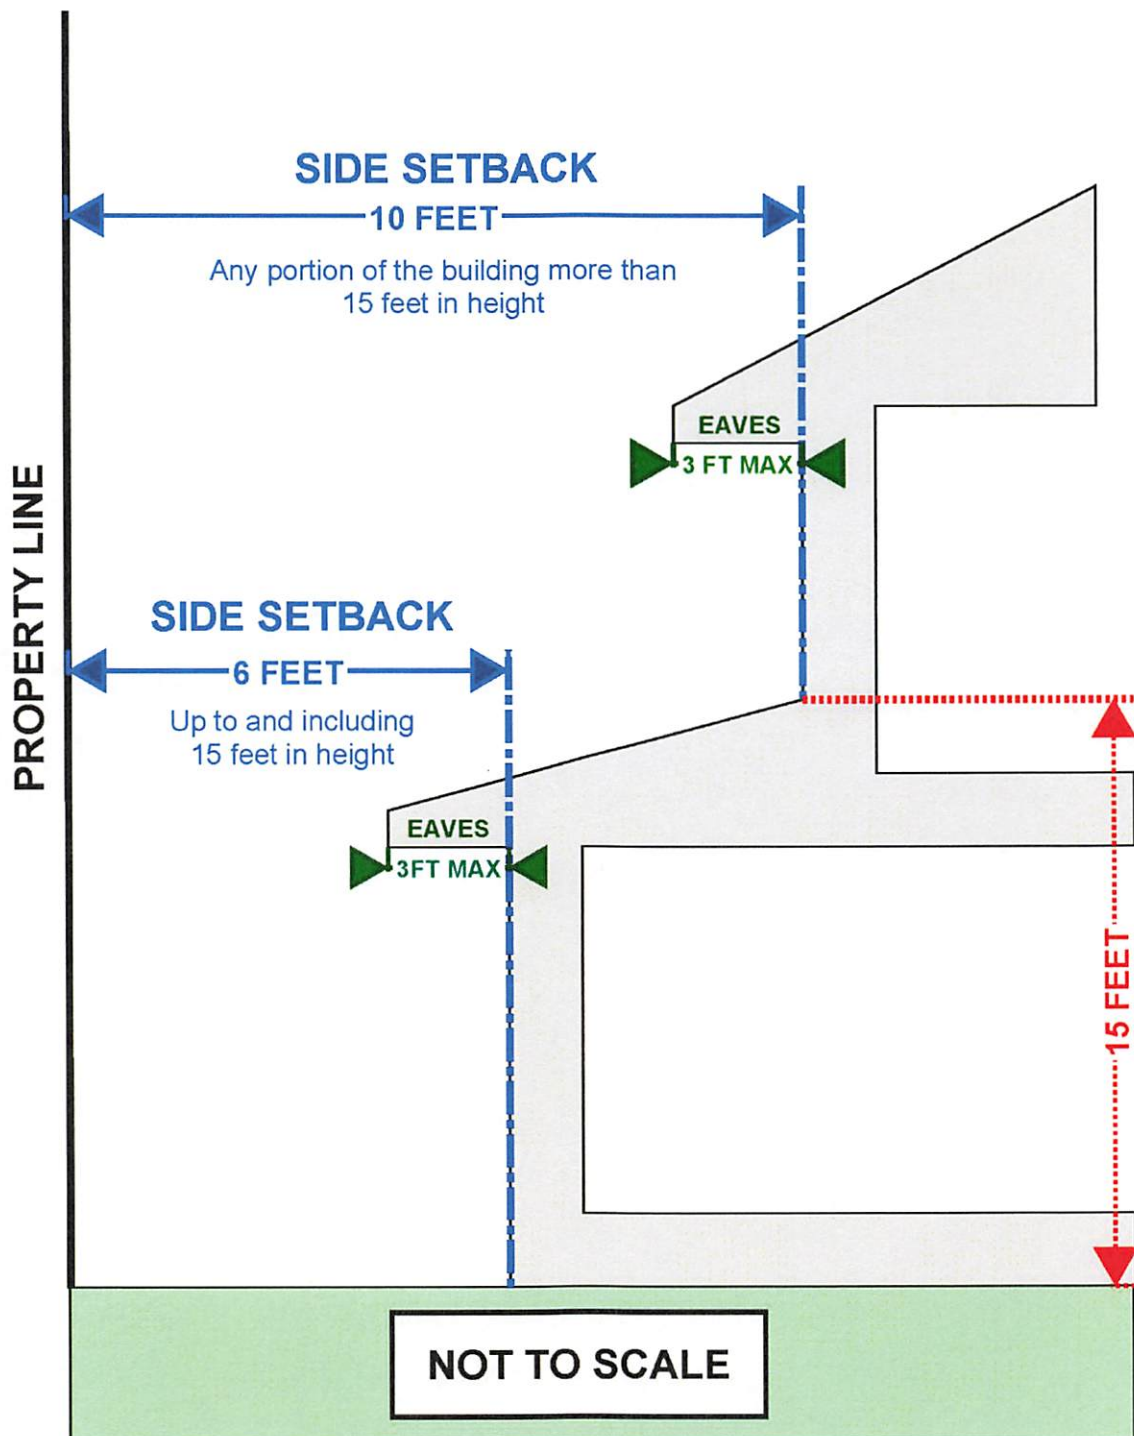 SIDE SETBACK
10 FEET
Any portion of the building more than
15 feet in height
EAVES
3 FT MAX
PROPERTY LINE
SIDE SETBACK
6 FEET
Up to and including
15 feet in height
EAVES
3FT MAX
15 FEET
NOT TO SCALE